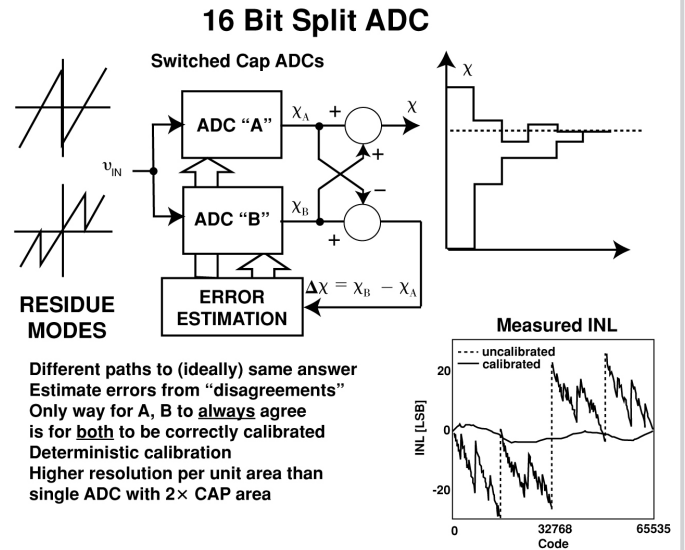 16 Bit Split ADC
Switched Cap ADCs
χ
ADC “A”
χA
+
χ
+
υIN
−
ADC “B”
χB
+
Δχ = χB − χA
ERROR
ESTIMATION
RESIDUE
MODES
Different paths to (ideally) same answer
Estimate errors from “disagreements”
Only way for A, B to always agree
is for both to be correctly calibrated
Deterministic calibration
Higher resolution per unit area than
single ADC with 2× CAP area
Measured INL
uncalibrated
calibrated
INL [LSB]
20
0
-20
0
32768
65535
Code